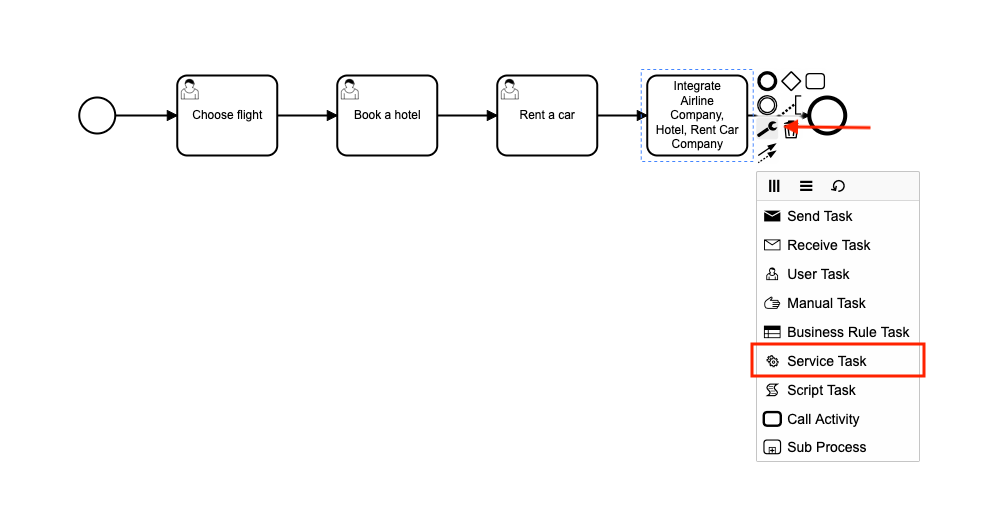 Choose flight
Book a hotel
Rent a car
Integrate
Airline
Company,
Hotel, Rent Car
Company
Send Task
Receive Task
User Task
Manual Task
Business Rule Task
Service Task
Script Task
Call Activity
Sub Process